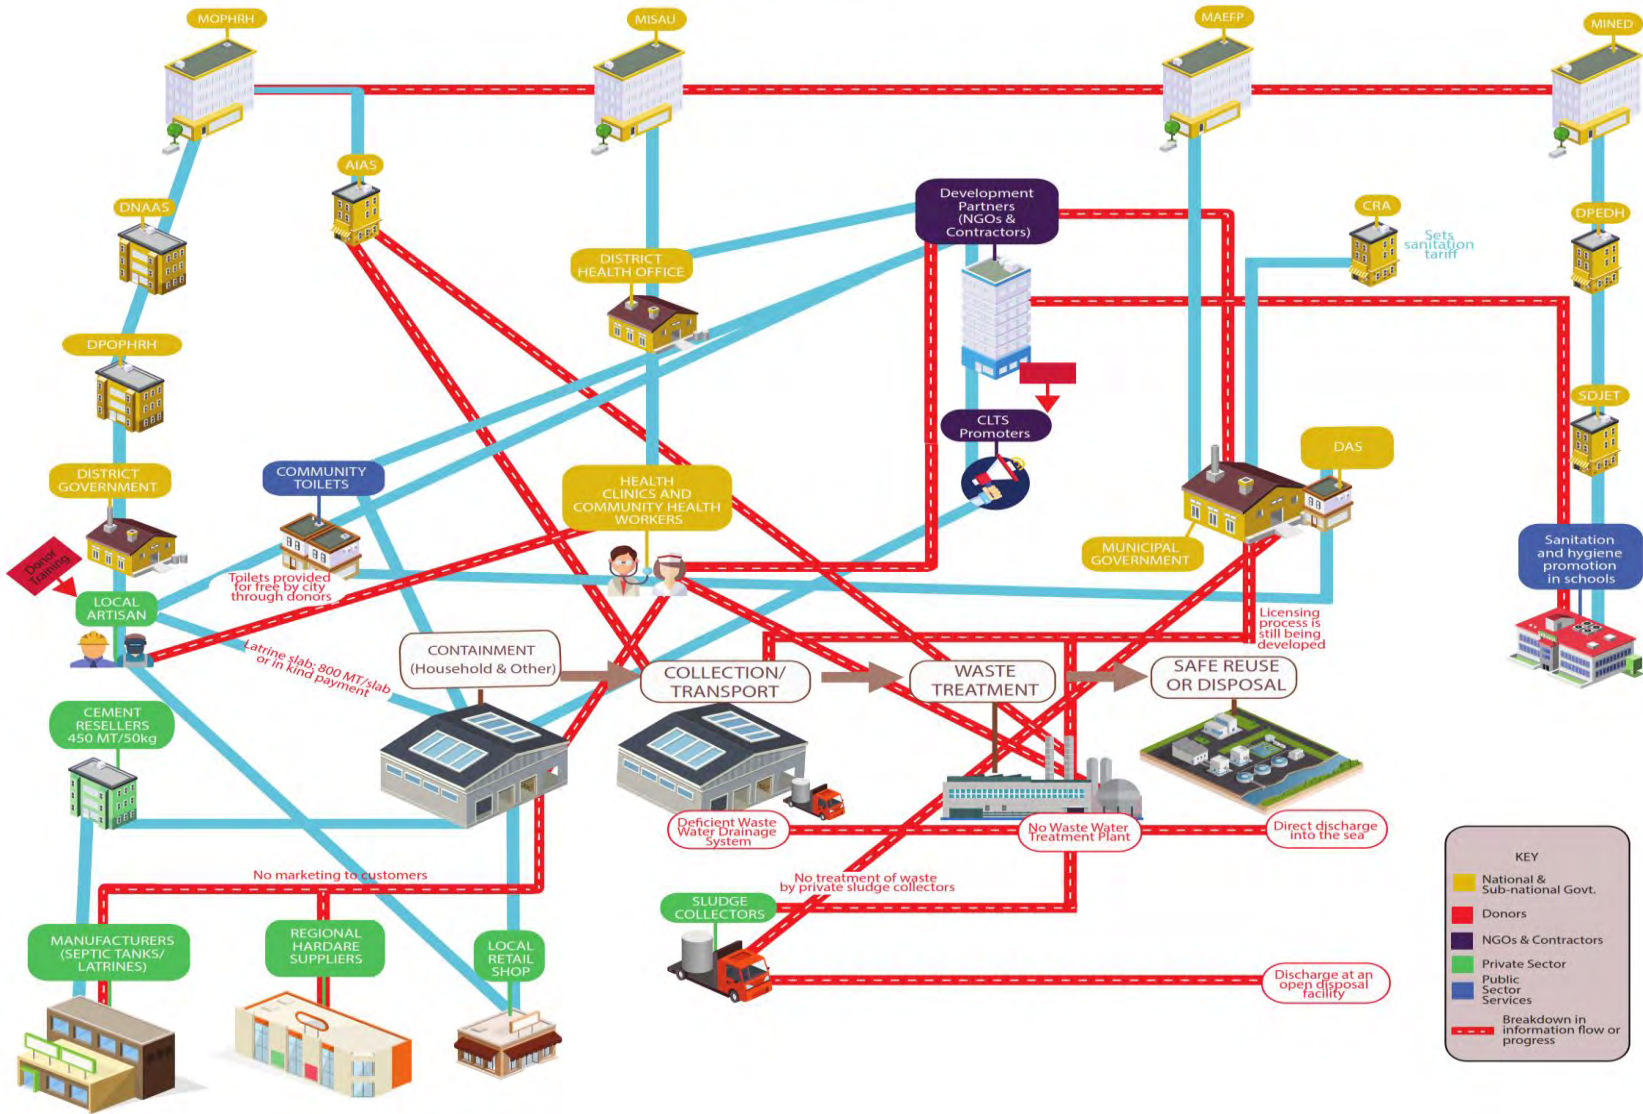 MOPHRH
MISAU
MAEFP
MINED
AIAS
DNAAS
Development
Partners
(NGOs &
Contractors)
CRA
Sets
sanitation
tariff
DPEDH
DISTRICT
HEALTH OFFICE
DPOPHRH
SDJET
CLTS
Promoters
DAS
DISTRICT
GOVERNMENT
COMMUNITY
TOILETS
HEALTH
CLINICS AND
COMMUNITY HEALTH
WORKERS
MUNICIPAL
GOVERNMENT
Sanitation
and hygiene
promotion
in schools
Donor
Training
Toilets provided
for free by city
through donors
LOCAL
ARTISAN
Licensing
process is
still being
developed
Latrine slab: 800 MT/slab
or in kind payment
CONTAINMENT
(Household & Other)
COLLECTION/
TRANSPORT
WASTE
TREATMENT
SAFE REUSE
OR DISPOSAL
CEMENT
RESELLERS
450 MT/50kg
Deficient Waste
Water Drainage
System
No Waste Water
Treatment Plant
Direct discharge
into the sea
No marketing to customers
No treatment of waste
by private sludge collectors
SLUDGE
COLLECTORS
MANUFACTURERS
(SEPTIC TANKS/
LATRINES)
REGIONAL
HARDARE
SUPPLIERS
LOCAL
RETAIL
SHOP
Discharge at an
open disposal
facility
KEY
National &
Sub-national Govt.
Donors
NGOs & Contractors
Private Sector
Public
Sector
Services
Breakdown in
information flow or
progress